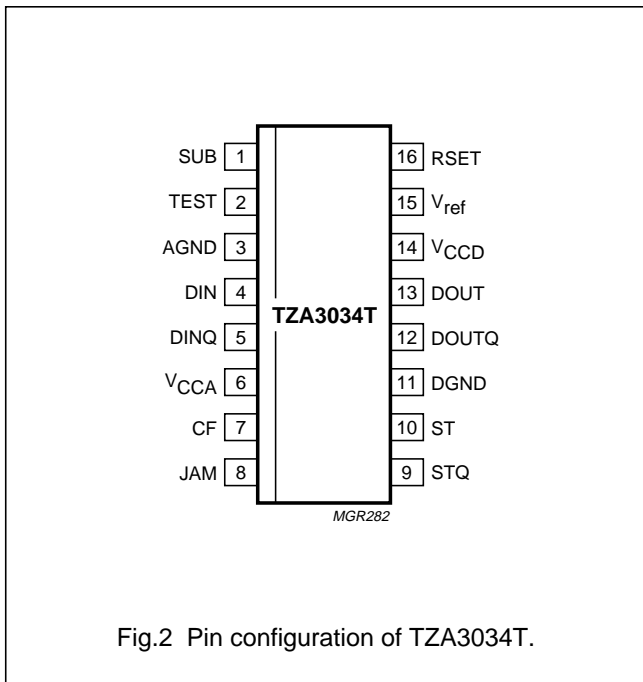 SUB 1 16 RSET
TEST 2 15 Vref
AGND 3 14 VCCD
DIN 4 13 DOUT
TZA3034T
DINQ 5 12 DOUTQ
VCCA 6 11 DGND
CF 7 10 ST
JAM 8 9 STQ
MGR282
Fig.2 Pin configuration of TZA3034T.